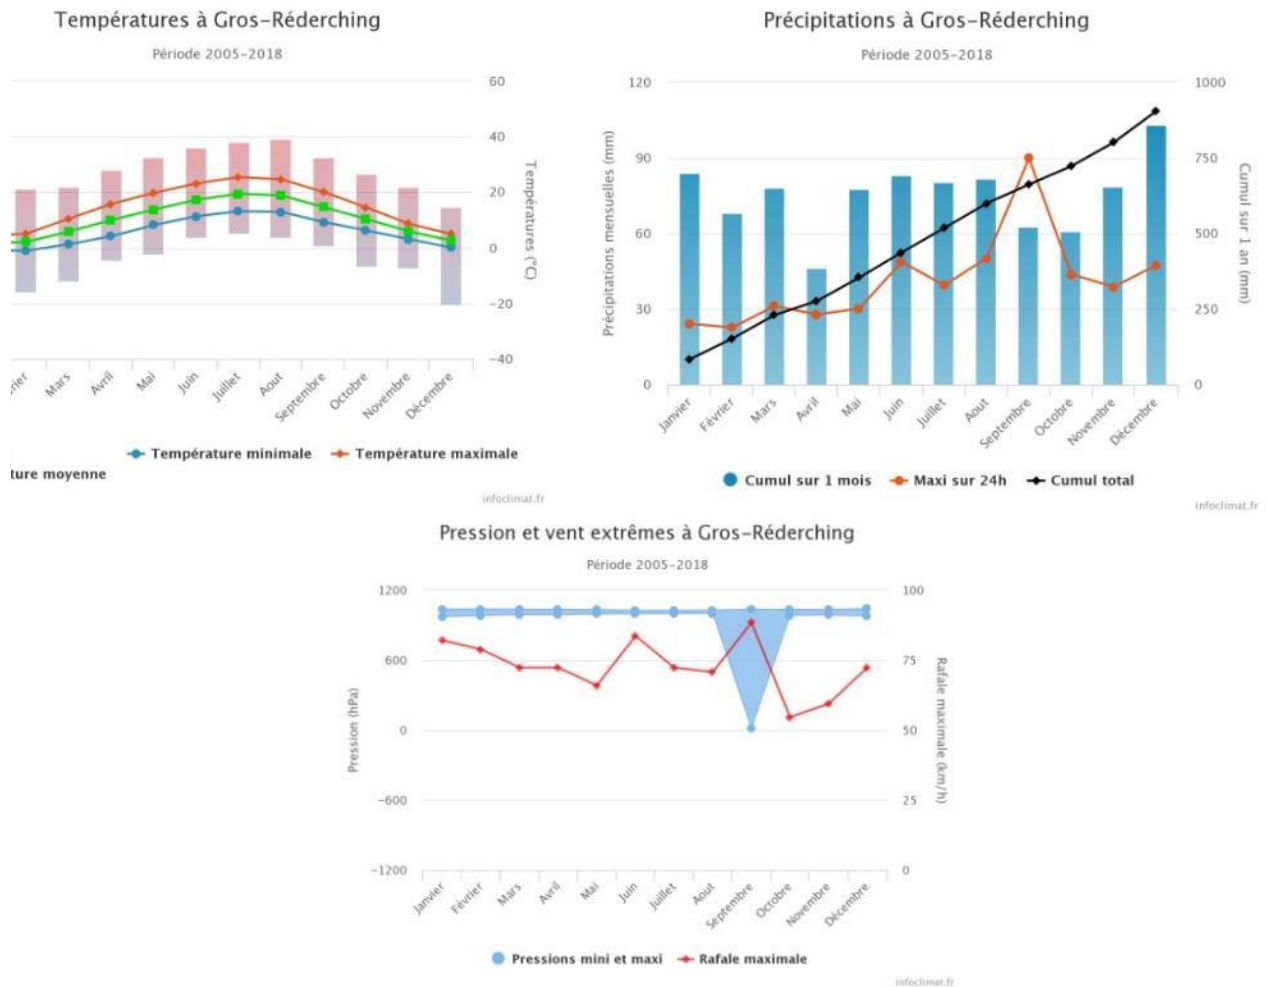 Températures à Gros-Réderching
Période 2005-2018
60
40
20
0
-20
-40
Températures (°C)
rier
Mars
Avril
Mai
Juin
Juillet
Aout
Septembre
Octobre
Novembre
Décembre
Température minimale
Température maximale
ture moyenne
infoclimat.fr
Précipitations à Gros-Réderching
Période 2005-2018
120
90
60
30
0
Précipitations mensuelles (mm)
1000
750
500
250
0
Cumul sur 1 an (mm)
Janvier
Février
Mars
Avril
Mai
Juin
Juillet
Aout
Septembre
Octobre
Novembre
Décembre
Cumul sur 1 mois
Maxi sur 24h
Cumul total
infoclimat.fr
Pression et vent extrêmes à Gros-Réderching
Période 2005-2018
1200
600
0
-600
-1200
Pression (hPa)
100
75
50
25
0
Rafale maximale (km/h)
Janvier
Février
Mars
Avril
Mai
Juin
Juillet
Aout
Septembre
Octobre
Novembre
Décembre
Pressions mini et maxi
Rafale maximale
infoclimat.fr